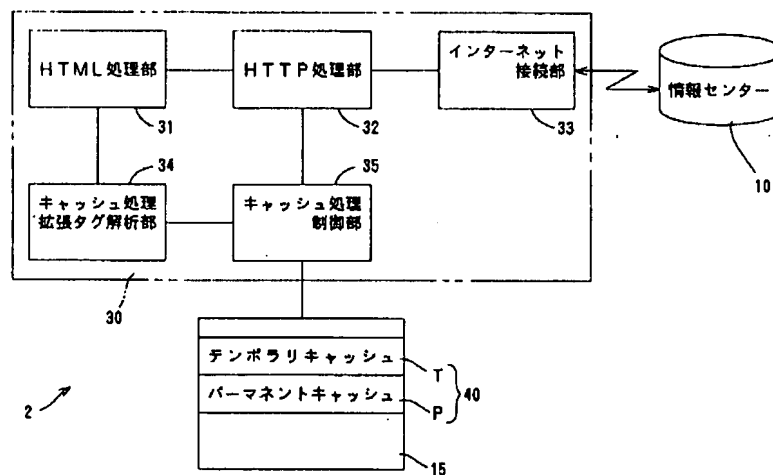 HTML処理部
HTTP処理部
インターネット
接続部
情報センター
31
32
33
10
34
35
キャッシュ処理
拡張タグ解析部
キャッシュ処理
制御部
30
テンポラリキャッシュ
T
パーマネントキャッシュ
P
40
2
15